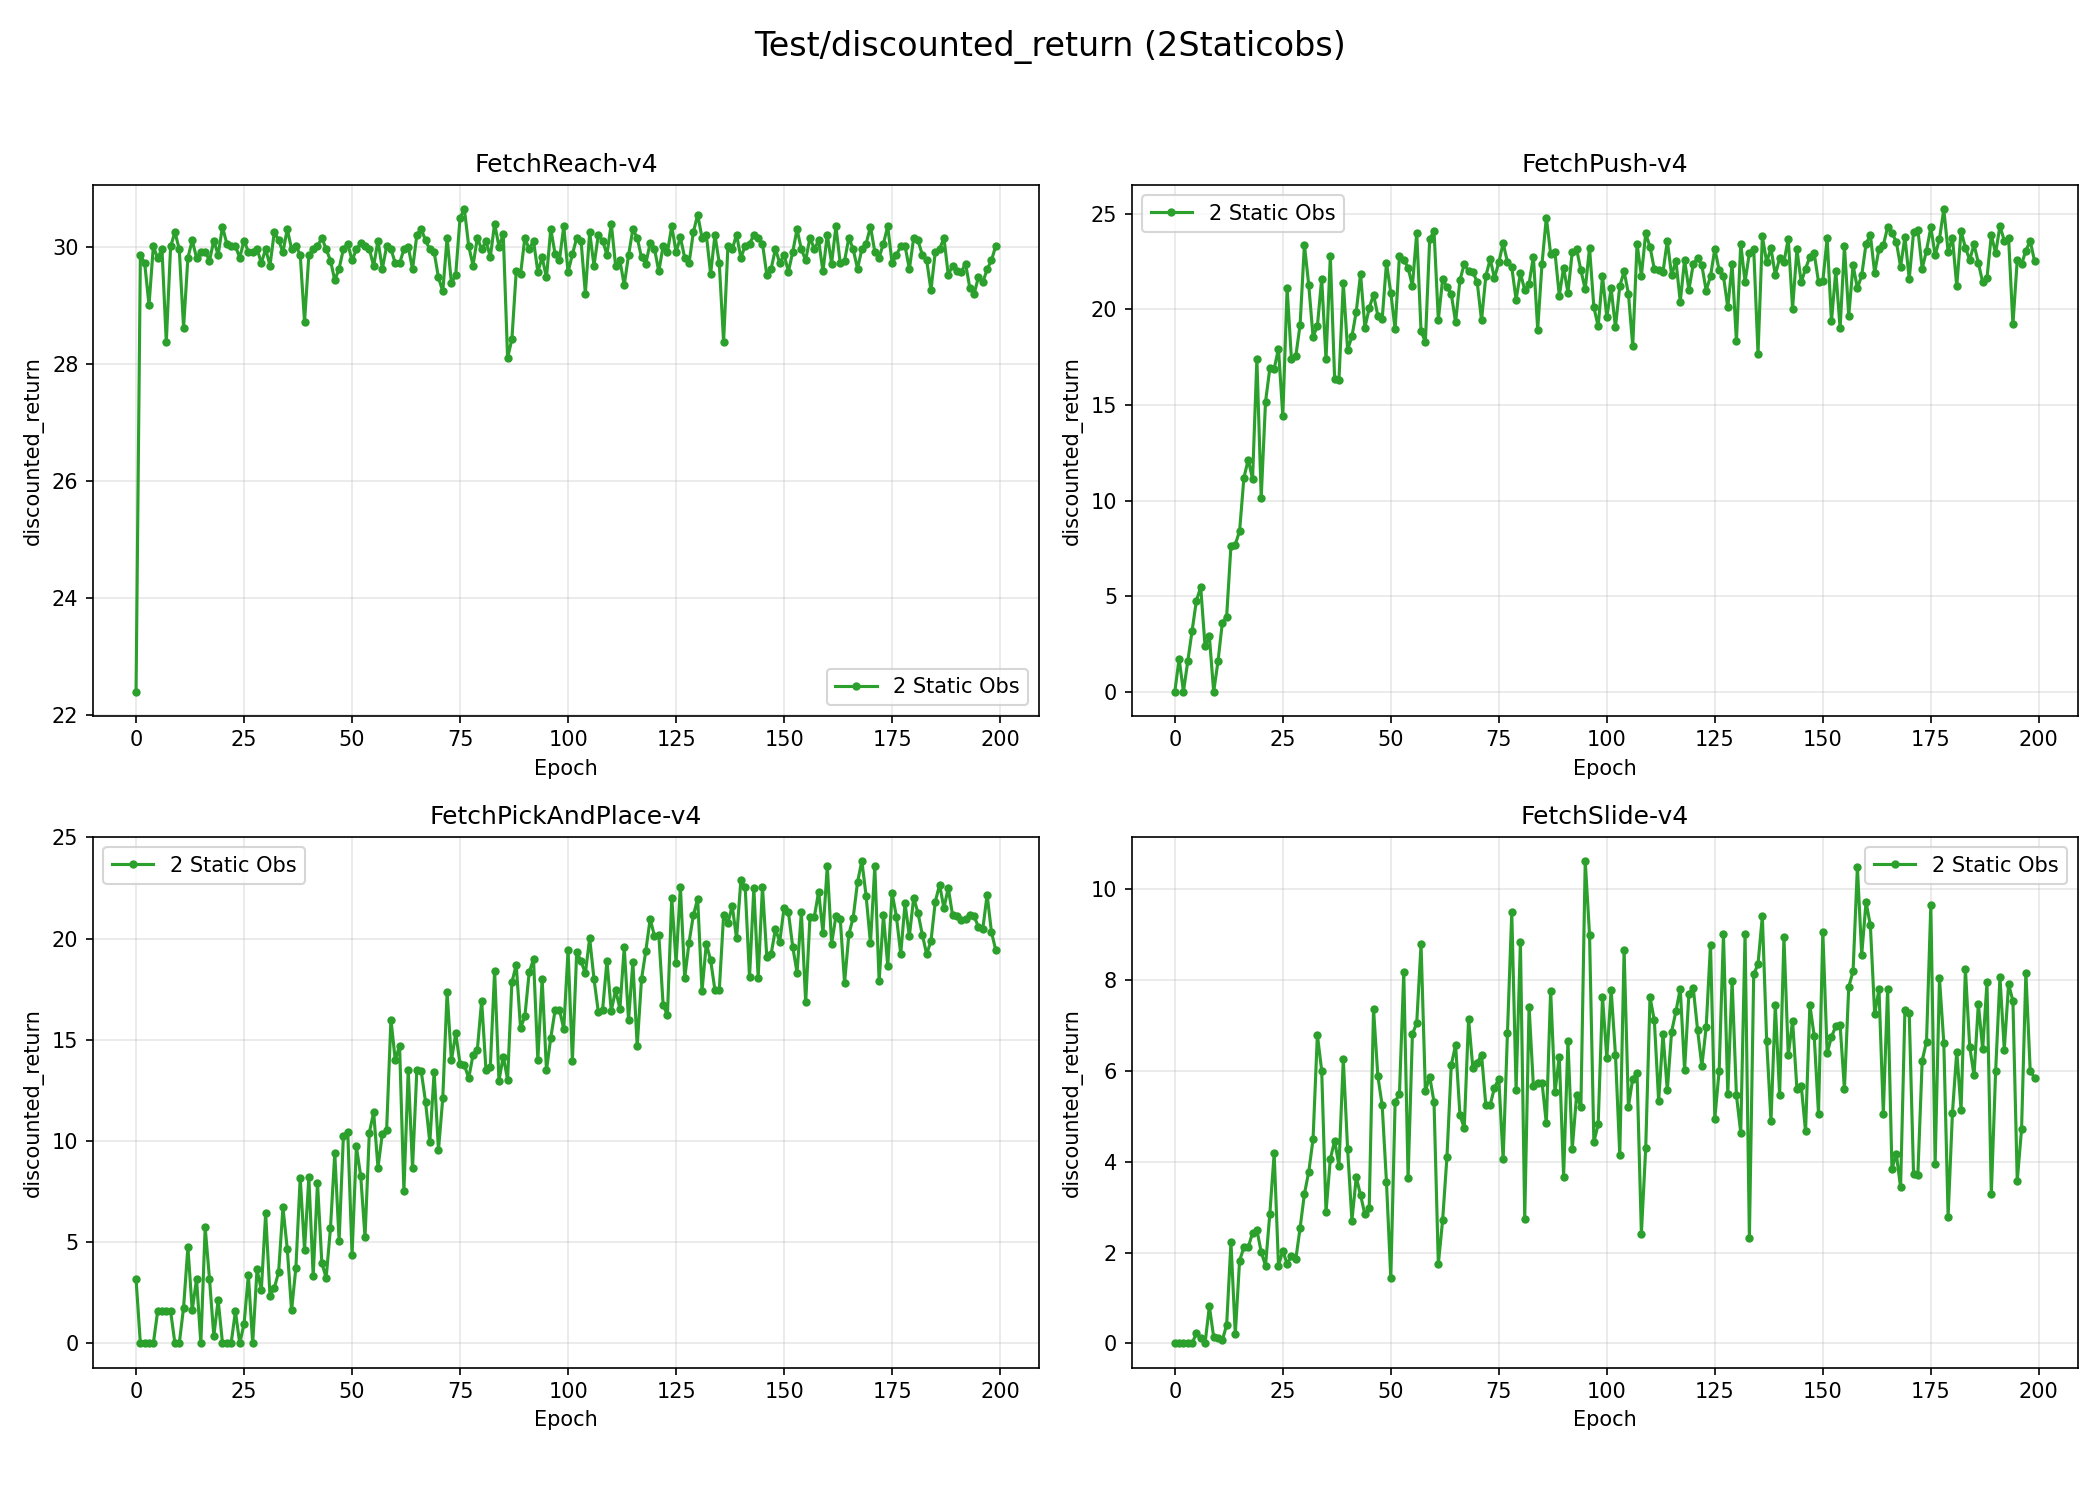 Test/discounted_return (2Staticobs)
FetchReach-v4
discounted_return
30
28
26
24
22
0 25 50 75 100 125 150 175 200
Epoch
2 Static Obs
FetchPush-v4
discounted_return
25
20
15
10
5
0
0 25 50 75 100 125 150 175 200
Epoch
2 Static Obs
FetchPickAndPlace-v4
discounted_return
25
20
15
10
5
0
0 25 50 75 100 125 150 175 200
Epoch
2 Static Obs
FetchSlide-v4
discounted_return
10
8
6
4
2
0
0 25 50 75 100 125 150 175 200
Epoch
2 Static Obs